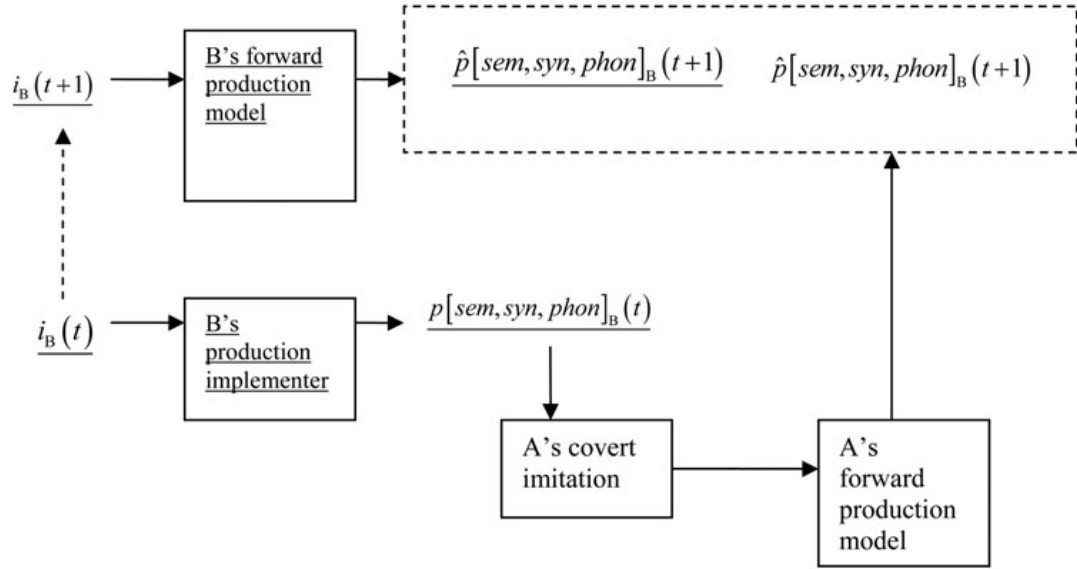 i_B(t+1)
B's forward
production
model
p̂[sem,syn,phon]_B(t+1)
p̂[sem,syn,phon]_B(t+1)
i_B(t)
B's
production
implementer
p[sem,syn,phon]_B(t)
A's covert
imitation
A's
forward
production
model